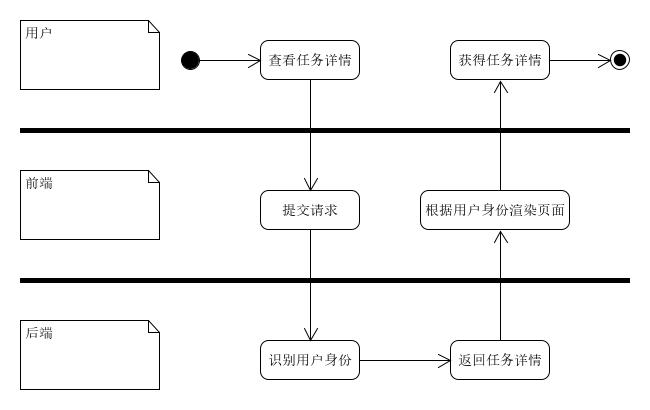 用户
查看任务详情
获得任务详情
前端
提交请求
根据用户身份渲染页面
后端
识别用户身份
返回任务详情